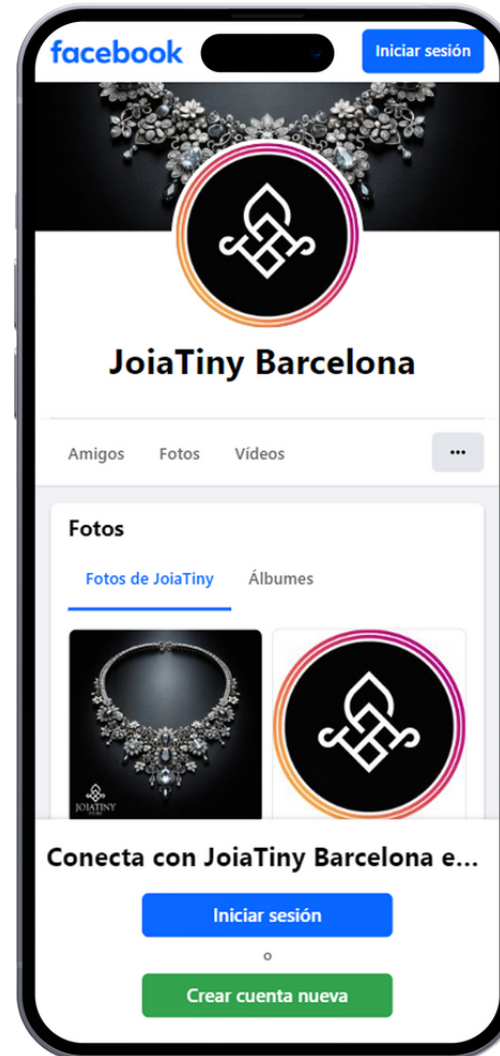 facebook
Iniciar sesión
JoiaTiny Barcelona
Amigos Fotos Vídeos ...
Fotos
Fotos de JoiaTiny Álbumes
JOIATINY
STORE
Conecta con JoiaTiny Barcelona e...
Iniciar sesión
o
Crear cuenta nueva